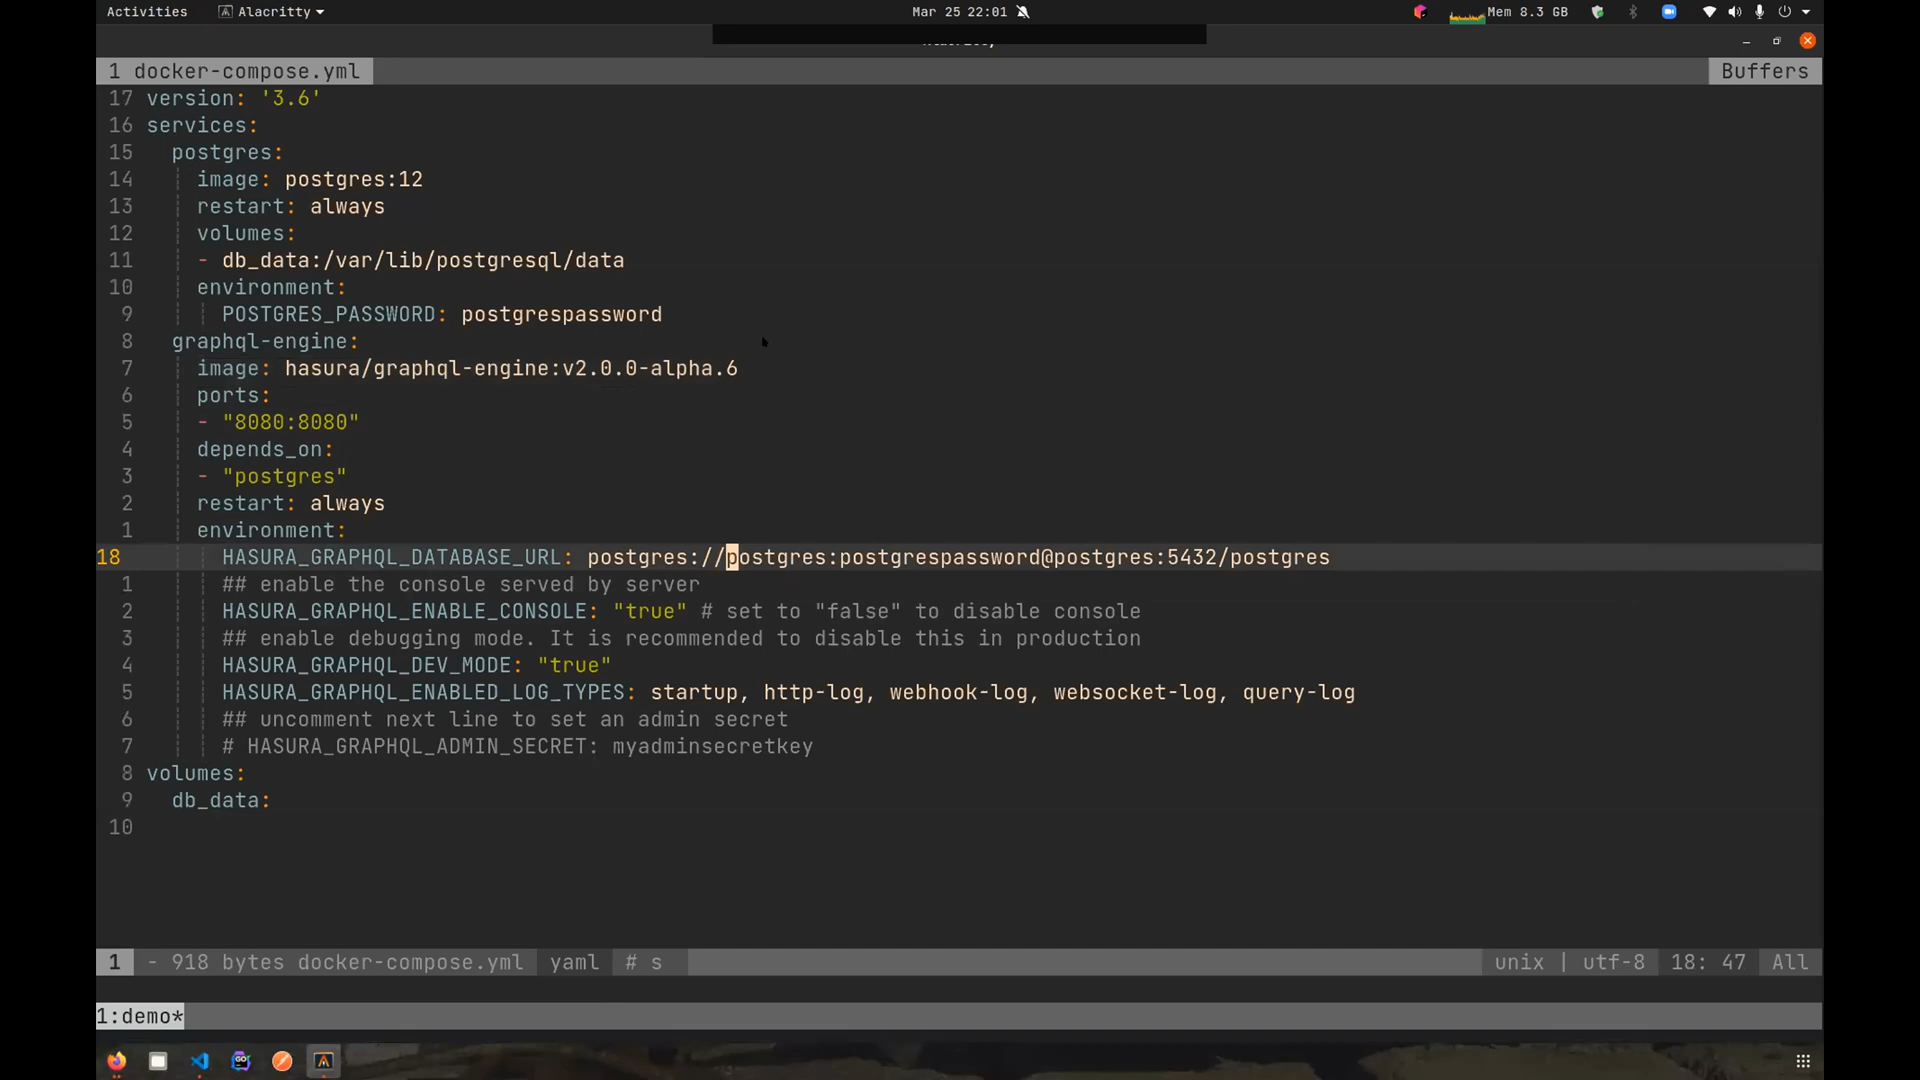 Activities Alacritty Mar 25 22:01 Mem 8.3 GB
1 docker-compose.yml Buffers
17 version: '3.6'
16 services:
15 postgres:
14 image: postgres:12
13 restart: always
12 volumes:
11 - db_data:/var/lib/postgresql/data
10 environment:
9 POSTGRES_PASSWORD: postgrespassword
8 graphql-engine:
7 image: hasura/graphql-engine:v2.0.0-alpha.6
6 ports:
5 - "8080:8080"
4 depends_on:
3 - "postgres"
2 restart: always
1 environment:
18 HASURA_GRAPHQL_DATABASE_URL: postgres://postgres:postgrespassword@postgres:5432/postgres
1 ## enable the console served by server
2 HASURA_GRAPHQL_ENABLE_CONSOLE: "true" # set to "false" to disable console
3 ## enable debugging mode. It is recommended to disable this in production
4 HASURA_GRAPHQL_DEV_MODE: "true"
5 HASURA_GRAPHQL_ENABLED_LOG_TYPES: startup, http-log, webhook-log, websocket-log, query-log
6 ## uncomment next line to set an admin secret
7 # HASURA_GRAPHQL_ADMIN_SECRET: myadminsecretkey
8 volumes:
9 db_data:
10
1 - 918 bytes docker-compose.yml yaml # s unix | utf-8 18: 47 All
1:demo*
GO